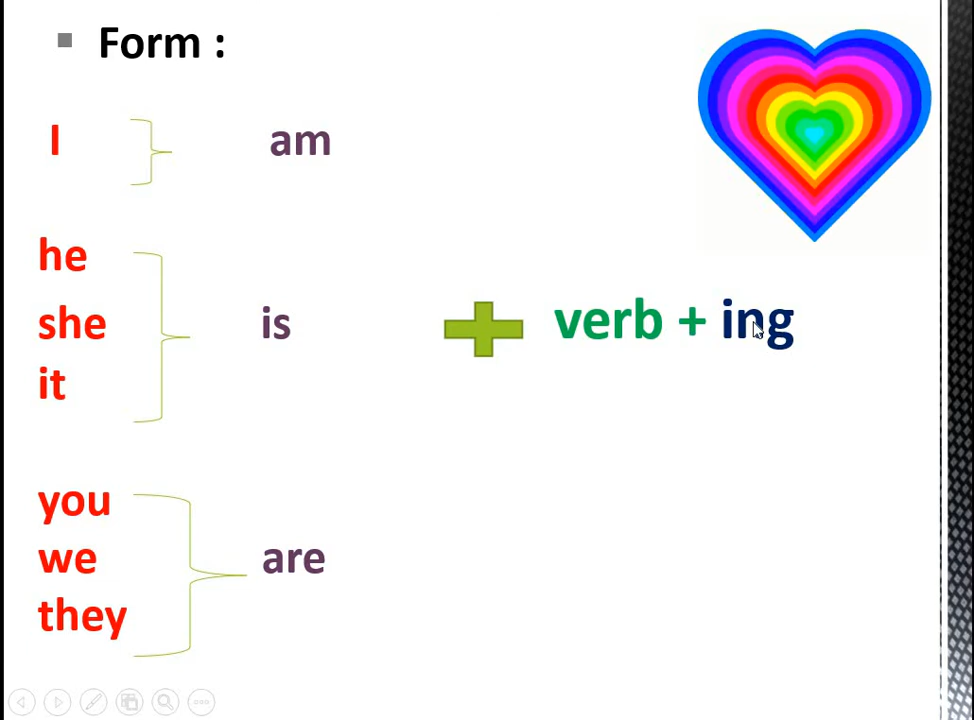 Form :
I am
he
she is verb + ing
it
you
we are
they